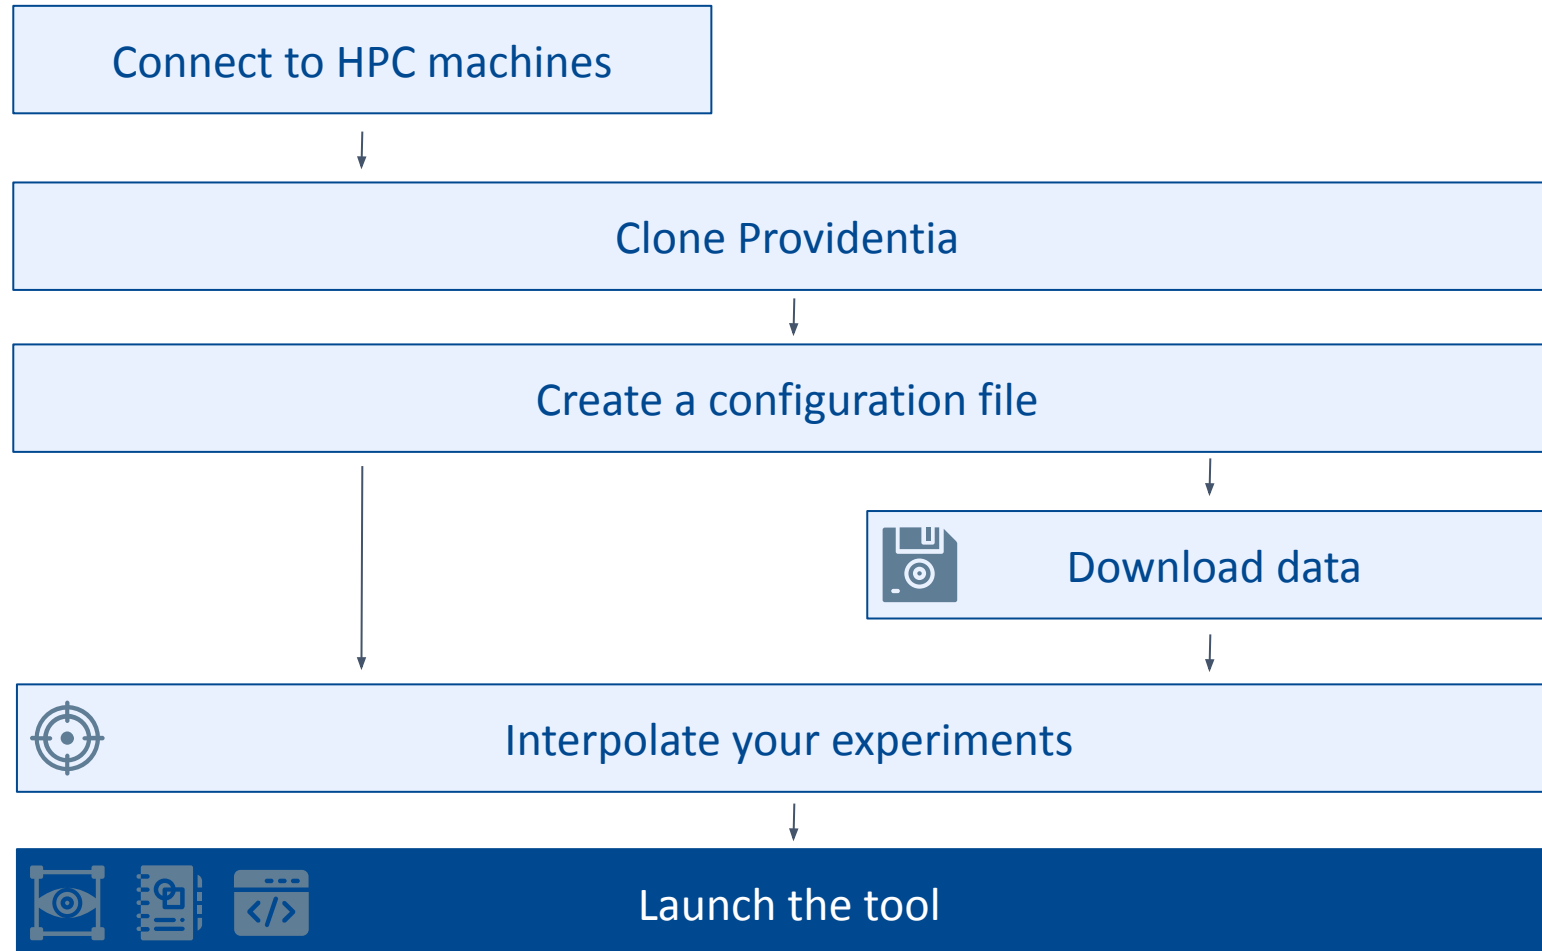 Connect to HPC machines
Clone Providentia
Create a configuration file
Download data
Interpolate your experiments
</>
Launch the tool